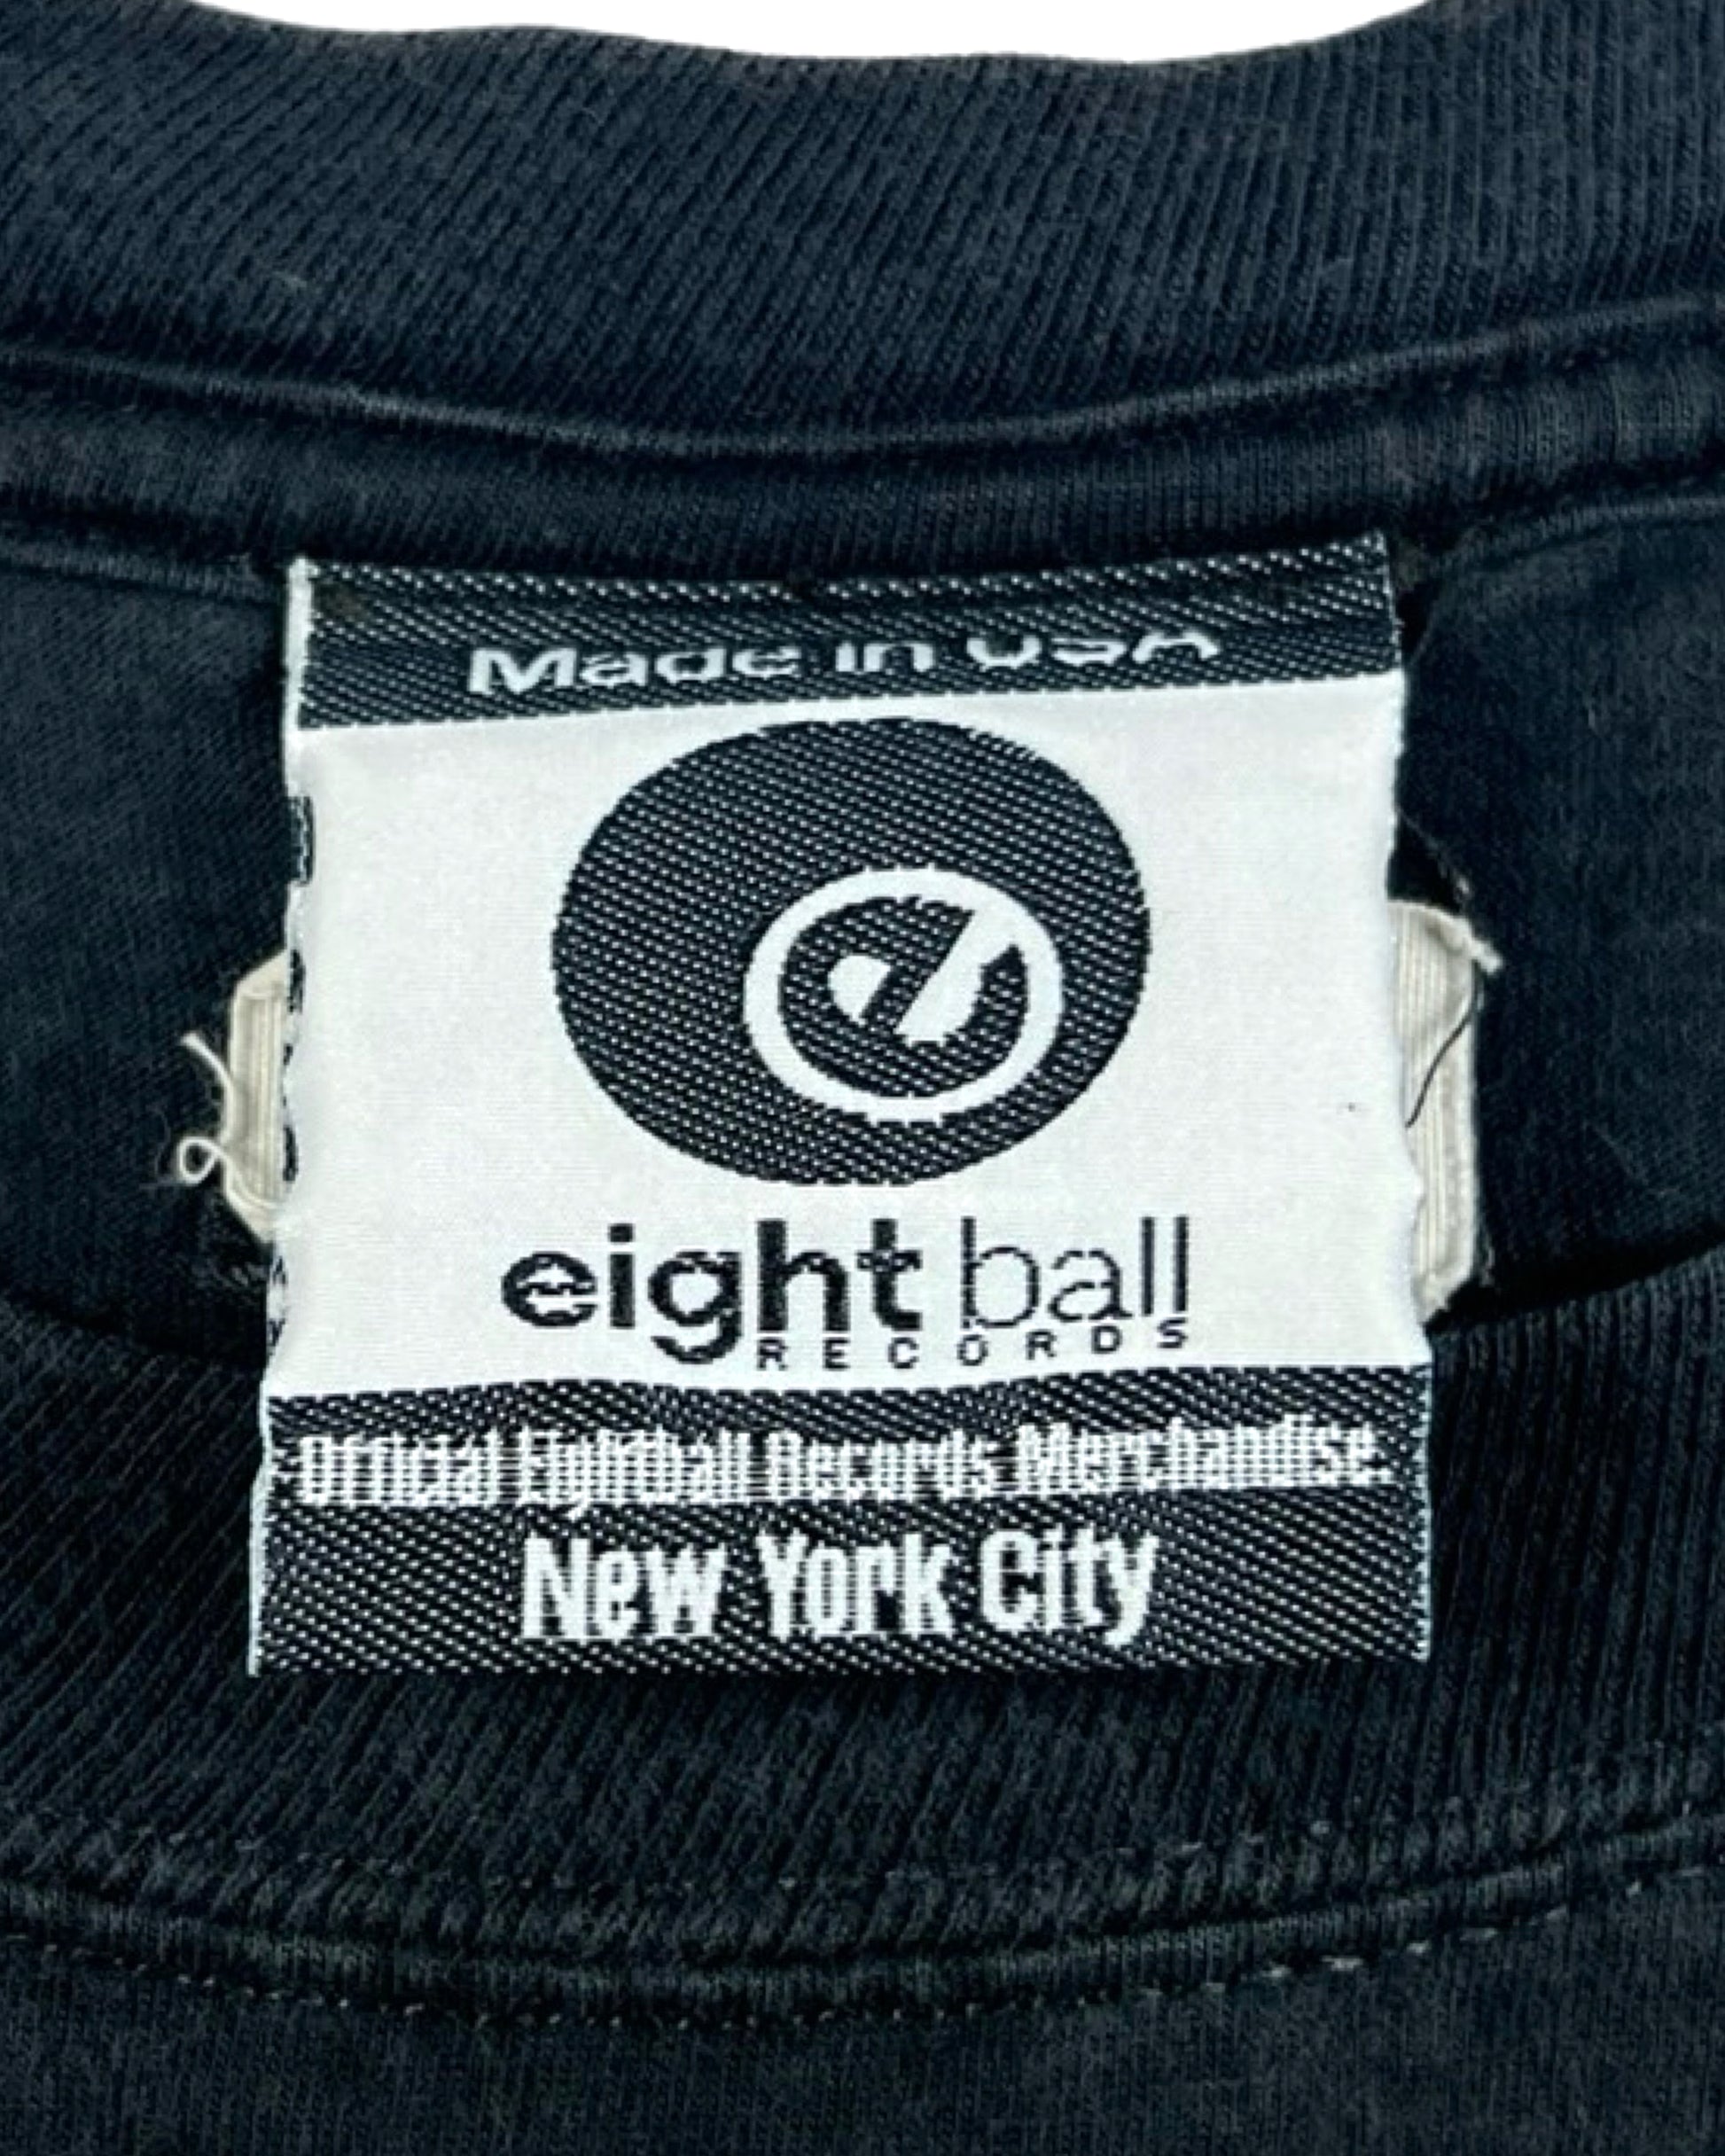 Made in USA
e
eight ball
RECORDS
Official Eightball Records Merchandise.
New York City